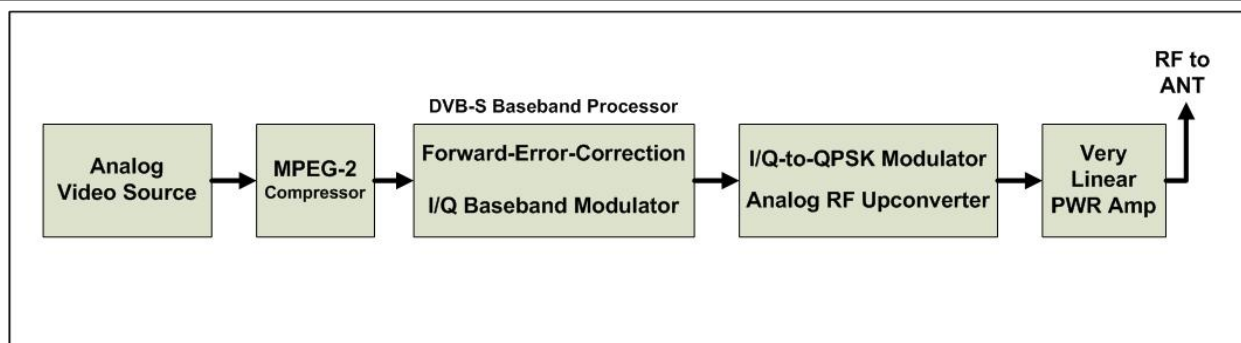 Analog
Video Source
MPEG-2
Compressor
DVB-S Baseband Processor
Forward-Error-Correction
I/Q Baseband Modulator
I/Q-to-QPSK Modulator
Analog RF Upconverter
Very
Linear
PWR Amp
RF to
ANT